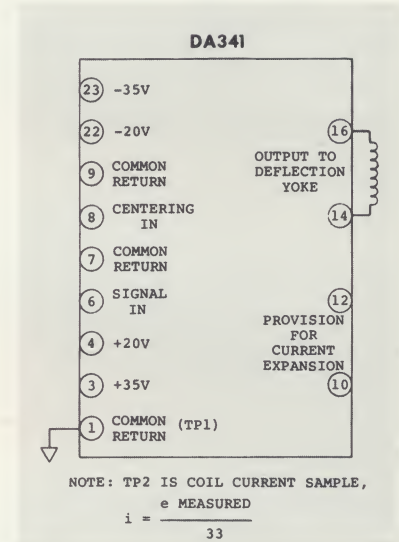 DA341
23 -35V
22 -20V
9 COMMON
RETURN
8 CENTERING
IN
7 COMMON
RETURN
6 SIGNAL
IN
4 +20V
3 +35V
1 COMMON (TP1)
RETURN
16
OUTPUT TO
DEFLECTION
YOKE
14
12
PROVISION
FOR
CURRENT
EXPANSION
10
NOTE: TP2 IS COIL CURRENT SAMPLE,
e MEASURED
i =
33